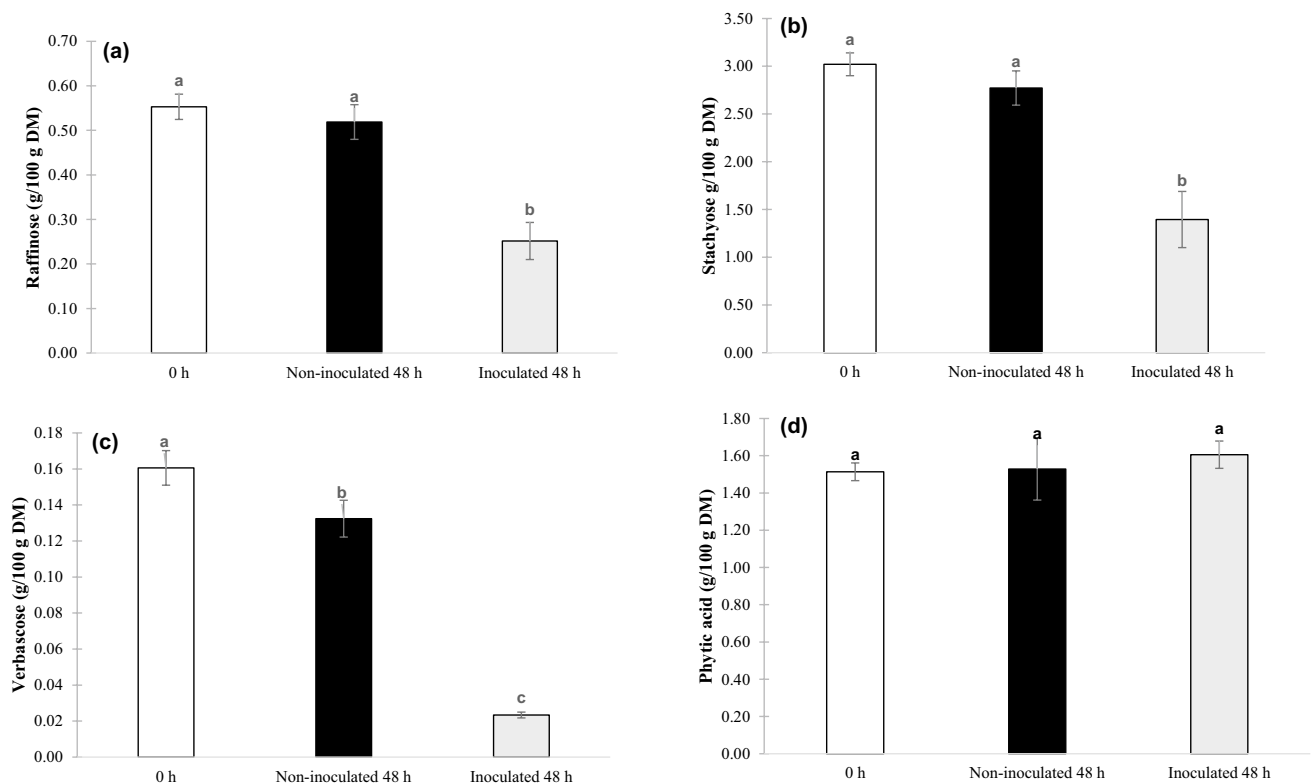 (a)
Raffinose (g/100 g DM)
0.70
0.60
0.50
0.40
0.30
0.20
0.10
0.00
a
a
b
0 h
Non-inoculated 48 h
Inoculated 48 h
(b)
Stachyose g/100 g DM)
3.50
3.00
2.50
2.00
1.50
1.00
0.50
0.00
a
a
b
0 h
Non-inoculated 48 h
Inoculated 48 h
(c)
Verbascose (g/100 g DM)
0.18
0.16
0.14
0.12
0.10
0.08
0.06
0.04
0.02
0.00
a
b
c
0 h
Non-inoculated 48 h
Inoculated 48 h
(d)
Phytic acid (g/100 g DM)
1.80
1.60
1.40
1.20
1.00
0.80
0.60
0.40
0.20
0.00
a
a
a
0 h
Non-inoculated 48 h
Inoculated 48 h